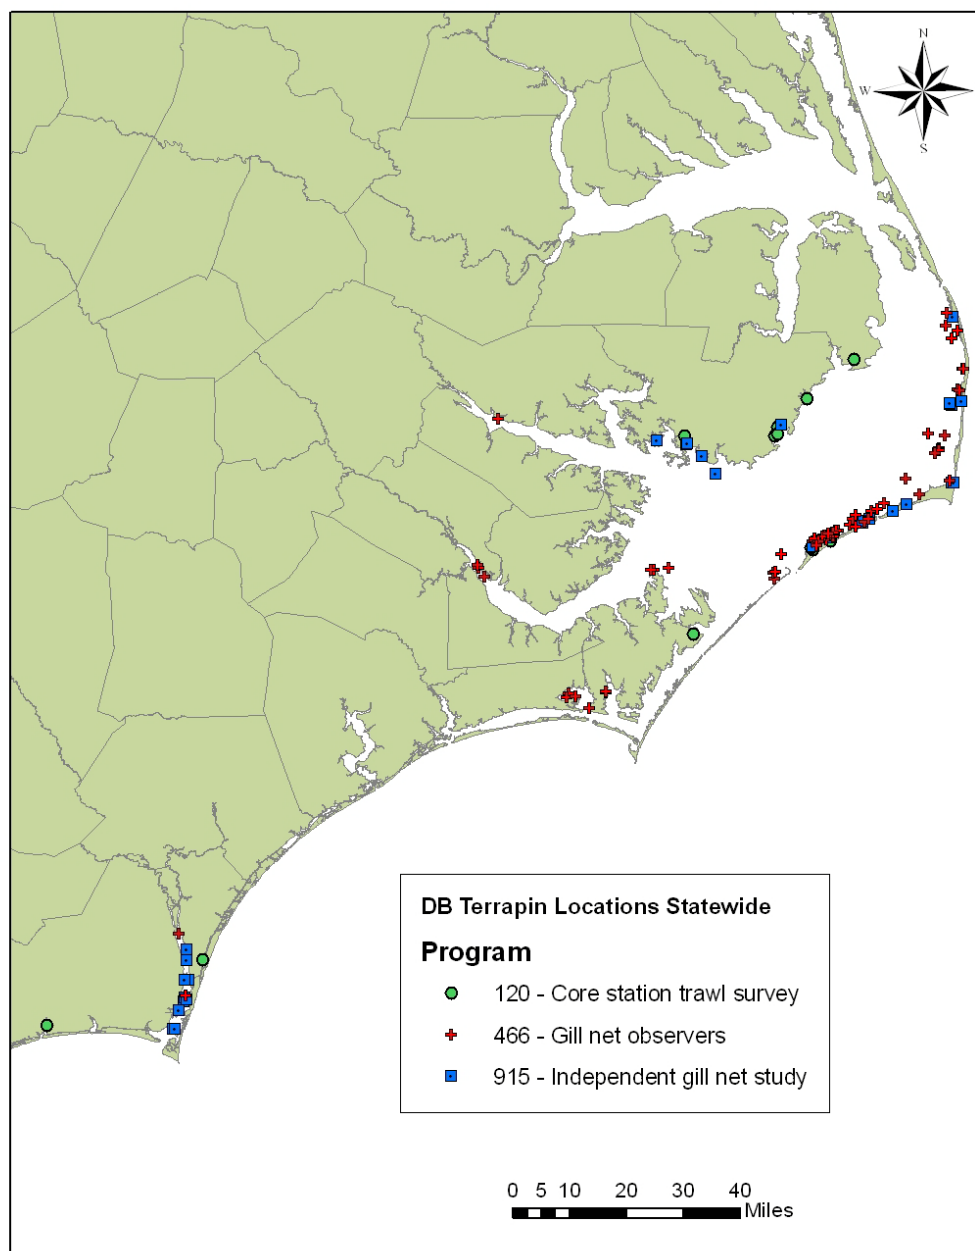 N
W
S
DB Terrapin Locations Statewide
Program
120 - Core station trawl survey
466 - Gill net observers
915 - Independent gill net study
0 5 10 20 30 40
Miles